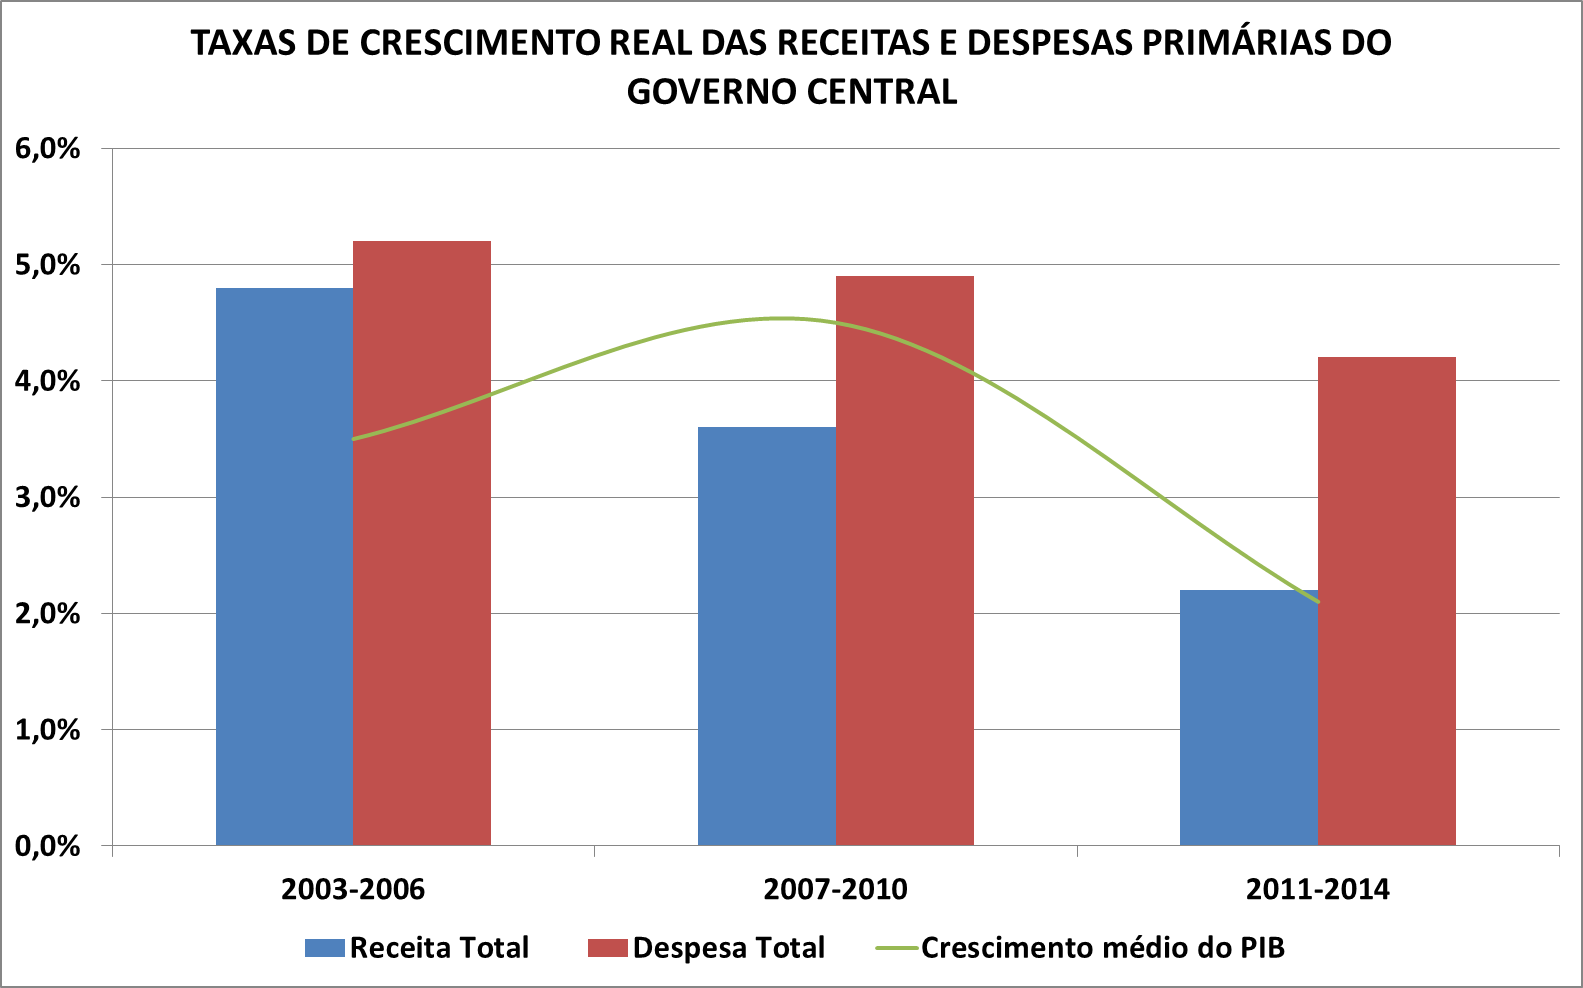 TAXAS DE CRESCIMENTO REAL DAS RECEITAS E DESPESAS PRIMÁRIAS DO
GOVERNO CENTRAL
6,0%
5,0%
4,0%
3,0%
2,0%
1,0%
0,0%
2003-2006 2007-2010 2011-2014
Receita Total Despesa Total Crescimento médio do PIB